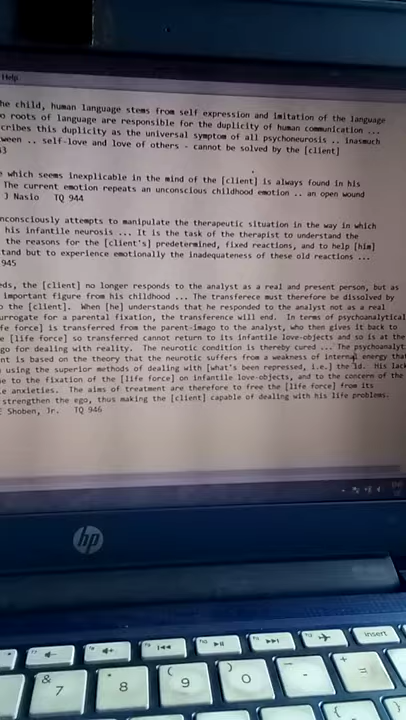 Help
he child, human language stems from self expression and imitation of the language
o roots of language are responsible for the duplicity of human communication ...
cribes this duplicity as the universal symptom of all psychoneurosis .. inasmuch
ween .. self-love and love of others - cannot be solved by the [client]
43
e which seems inexplicable in the mind of the [client] is always found in his
The current emotion repeats an unconscious childhood emotion .. an open wound
J Nasio TQ 944
nconsciously attempts to manipulate the therapeutic situation in the way in which
his infantile neurosis ... It is the task of the therapist to understand the
the reasons for the [client's] predetermined, fixed reactions, and to help [him]
tand but to experience emotionally the inadequateness of these old reactions ...
945
eds, the [client] no longer responds to the analyst as a real and present person, but as
important figure from his childhood ... The transferece must therefore be dissolved by
o the [client]. When [he] understands that he responded to the analyst not as a real
urrogate for a parental fixation, the transference will end. In terms of psychoanalytical
fe force] is transferred from the parent-imago to the analyst, who then gives it back to
e [life force] so transferred cannot return to its infantile love-objects and so is at the
go for dealing with reality. The neurotic condition is thereby cured ... The psychoanalyt
ent is based on the theory that the neurotic suffers from a weakness of internal energy that
using the superior methods of dealing with [what's been repressed, i.e.] the id. His lack
e to the fixation of the [life force] on infantile love-objects, and to the concern of the
e anxieties. The aims of treatment are therefore to free the [life force] from its
strengthen the ego, thus making the [client] capable of dealing with his life problems.
E Shoben, Jr. TQ 946
hp
insert
& 7
* 8
( 9
) 0
- -
+ =